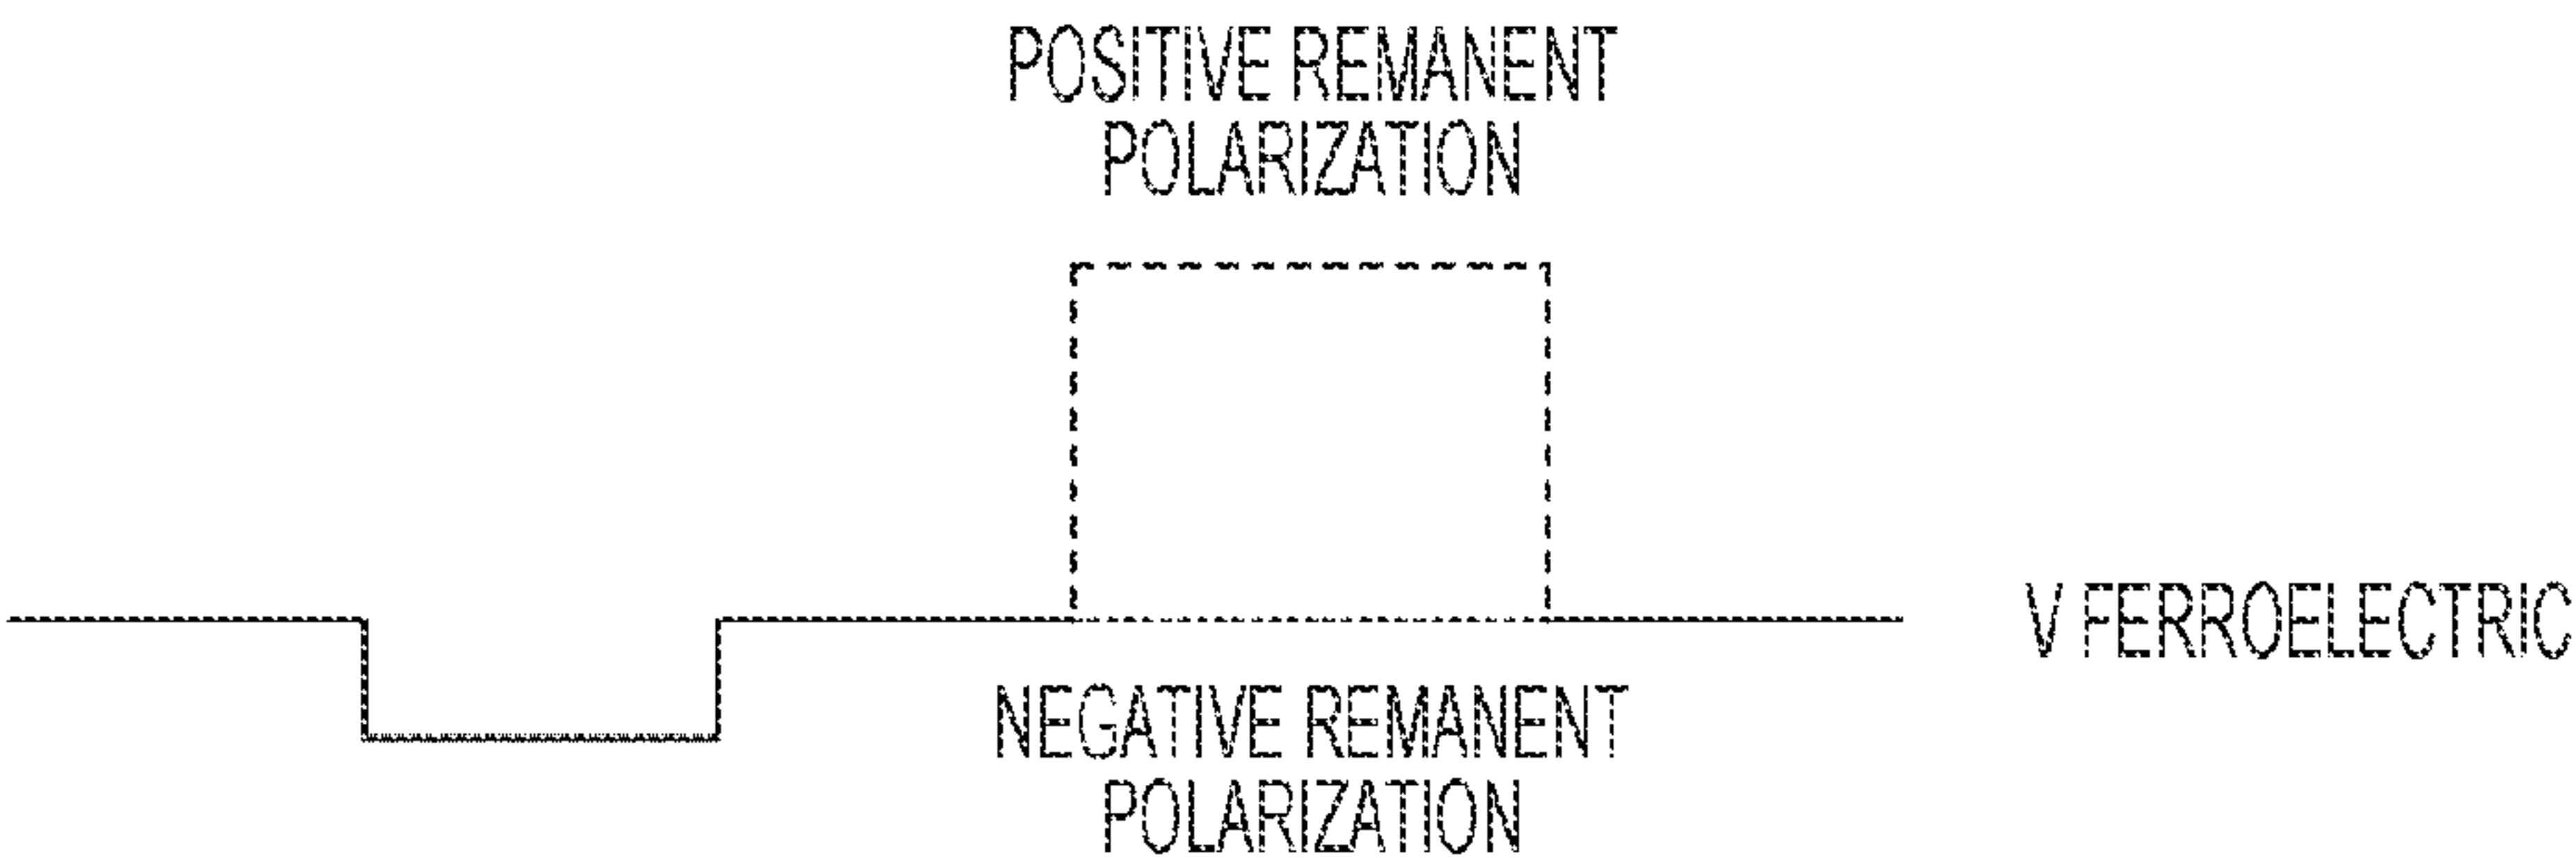 POSITIVE REMANENT
POLARIZATION
V FERROELECTRIC
NEGATIVE REMANENT
POLARIZATION